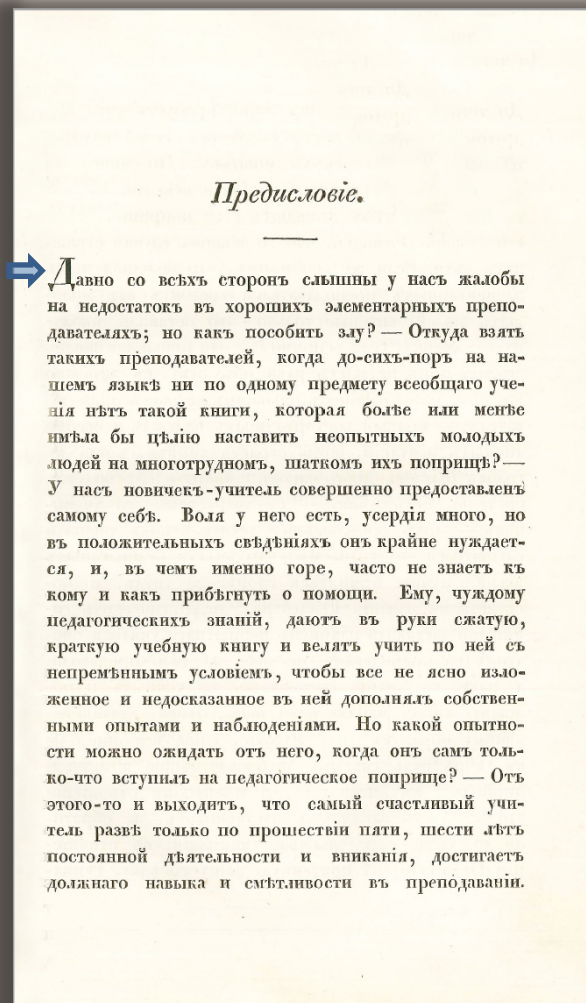 Предисловіе.
Давно со всѣхъ сторонъ слышны у насъ жалобы
на недостатокъ въ хорошихъ элементарныхъ препо-
давателяхъ; но какъ пособить злу? — Откуда взять
такихъ преподавателей, когда до-сихъ-поръ на на-
шемъ языкѣ ни по одному предмету всеобщаго уче-
нія нѣтъ такой книги, которая болѣе или менѣе
имѣла бы цѣлію наставить неопытныхъ молодыхъ
людей на многотрудномъ, шаткомъ ихъ поприщѣ? —
У насъ новичекъ-учитель совершенно предоставленъ
самому себѣ. Воля у него есть, усердія много, но
въ положительныхъ свѣдѣніяхъ онъ крайне нуждает-
ся, и, въ чемъ именно горе, часто не знаетъ къ
кому и какъ прибѣгнуть о помощи. Ему, чуждому
педагогическихъ знаній, даютъ въ руки сжатую,
краткую учебную книгу и велятъ учить по ней съ
непремѣннымъ условіемъ, чтобы все не ясно изло-
женное и недосказанное въ ней дополнялъ собствен-
ными опытами и наблюденіями. Но какой опытно-
сти можно ожидать отъ него, когда онъ самъ толь-
ко-что вступилъ на педагогическое поприще? — Отъ
этого-то и выходитъ, что самый счастливый учи-
тель развѣ только по прошествіи пяти, шести лѣтъ
постоянной дѣятельности и вниканія, достигаетъ
должнаго навыка и смѣтливости въ преподаваніи.